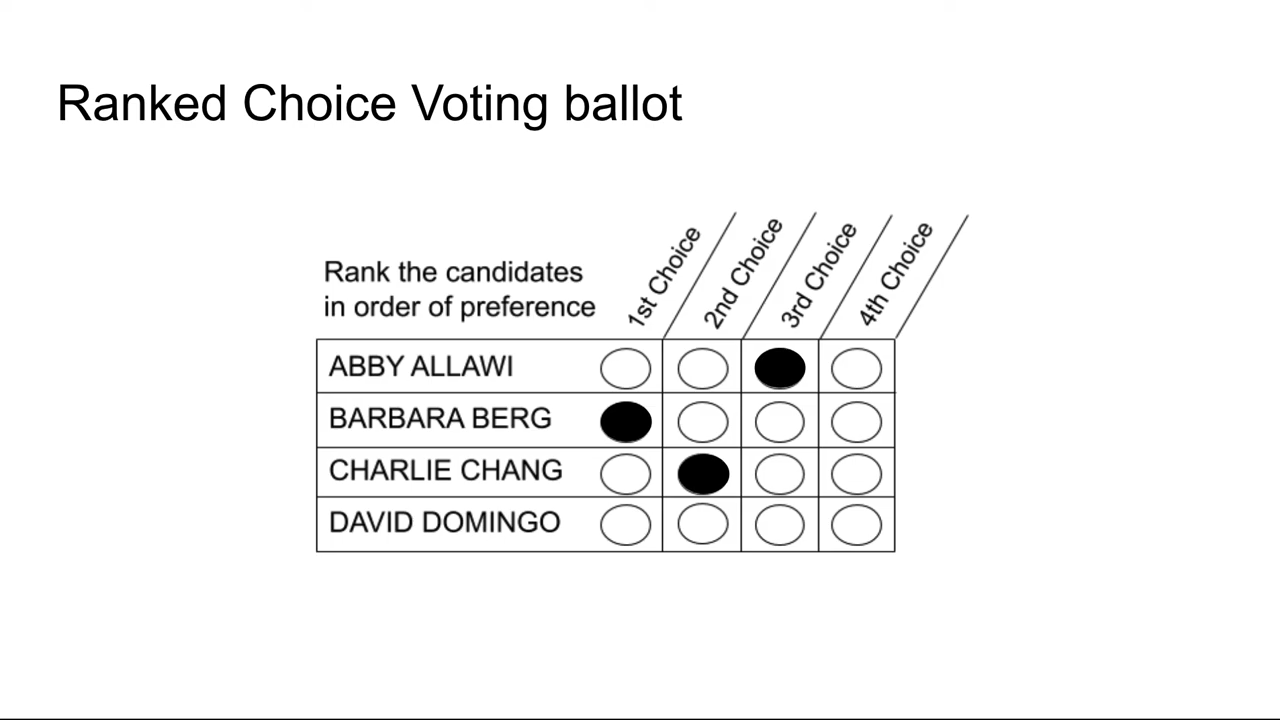 Ranked Choice Voting ballot
Rank the candidates
in order of preference
1st Choice
2nd Choice
3rd Choice
4th Choice
ABBY ALLAWI
BARBARA BERG
CHARLIE CHANG
DAVID DOMINGO